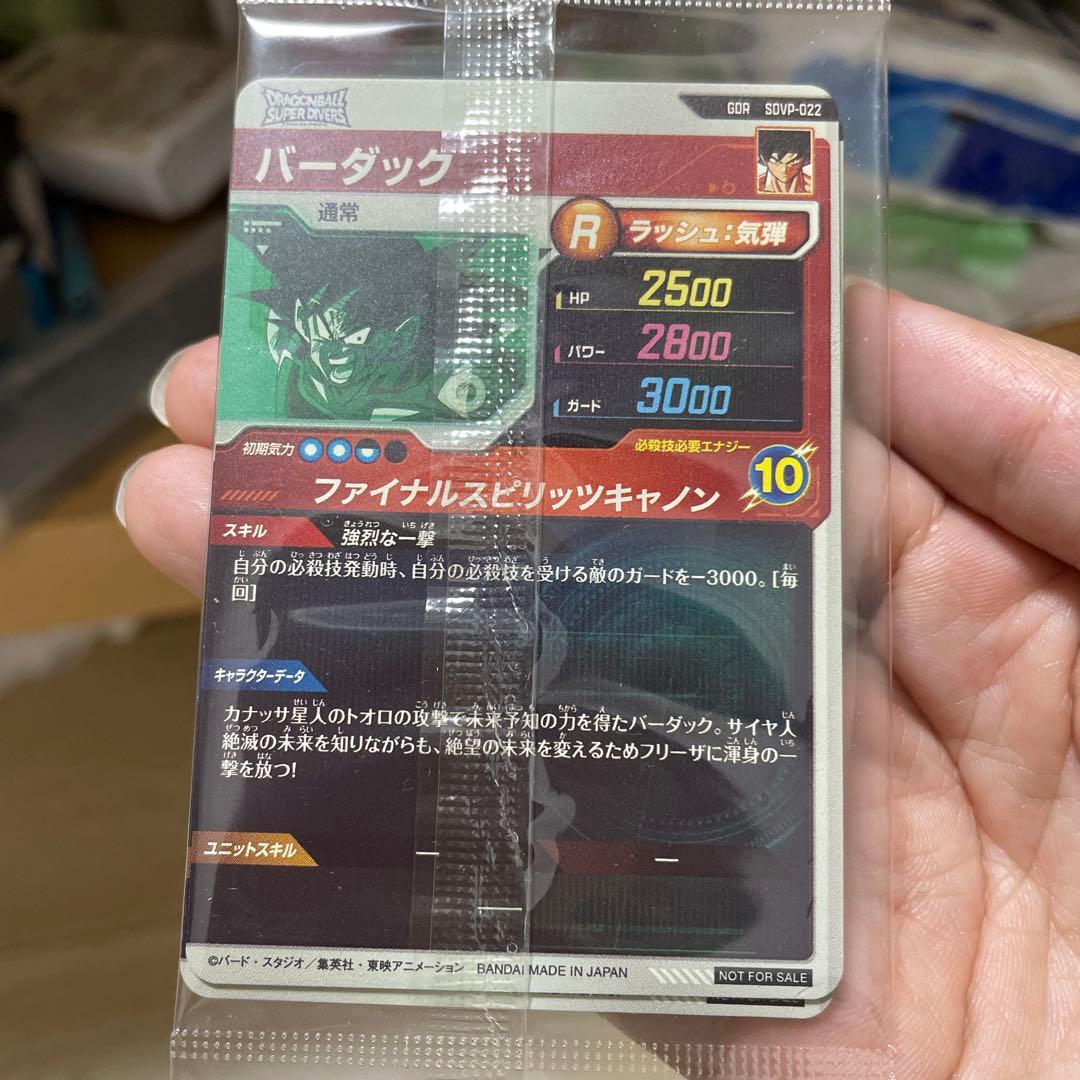 DRAGONBALL
SUPER DIVERS
GDR SDVP-022
バーダック
通常
R ラッシュ:気弾
HP 2500
パワー 2800
ガード 3000
初期気力
必殺技必要エナジー
10
ファイナルスピリッツキャノン
スキル 強烈な一撃
自分の必殺技発動時、自分の必殺技を受ける敵のガードを-3000。[毎
回]
キャラクターデータ
カナッサ星人のトオロの攻撃で未来予知の力を得たバーダック。サイヤ人
絶滅の未来を知りながらも、絶望の未来を変えるためフリーザに渾身の一
撃を放つ!
ユニットスキル
— —
—
©バード・スタジオ/集英社・東映アニメーション BANDAI MADE IN JAPAN
NOT FOR SALE
NOT FOR SALE